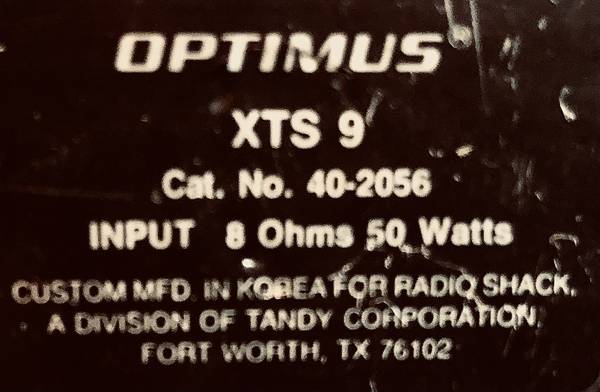 OPTIMUS
XTS 9
Cat. No. 40-2056
INPUT 8 Ohms 50 Watts
CUSTOM MFD. IN KOREA FOR RADIO SHACK,
A DIVISION OF TANDY CORPORATION,
FORT WORTH, TX 76102